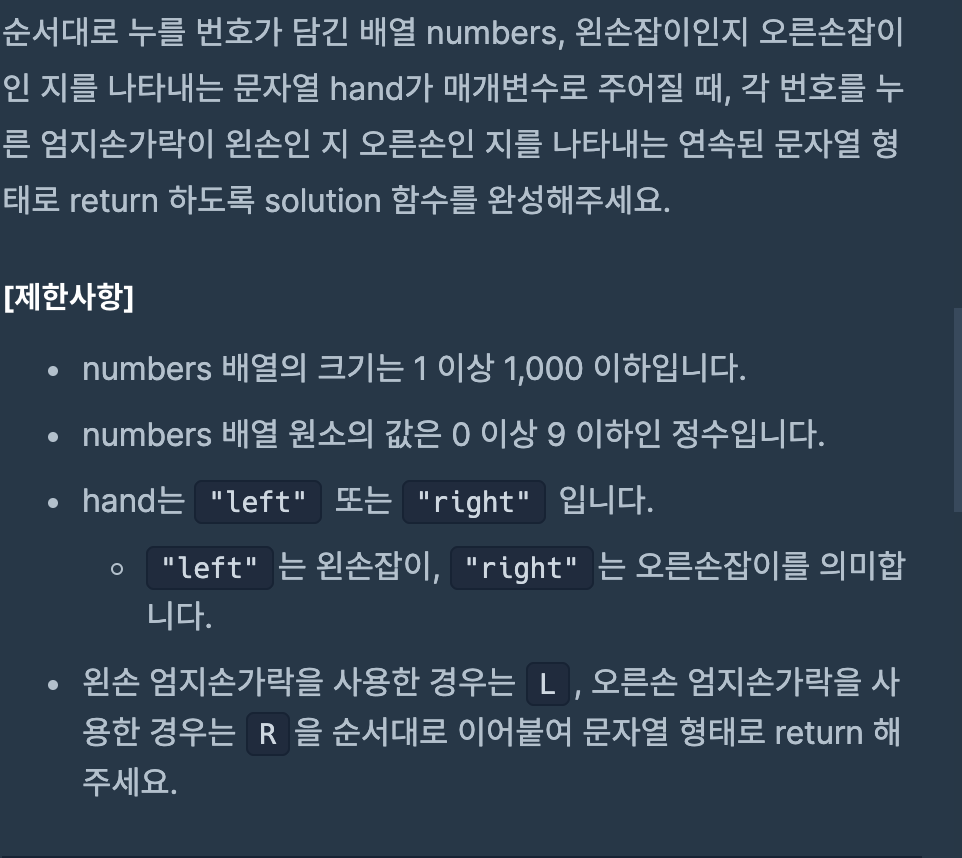 순서대로 누를 번호가 담긴 배열 numbers, 왼손잡이인지 오른손잡이
인 지를 나타내는 문자열 hand가 매개변수로 주어질 때, 각 번호를 누
른 엄지손가락이 왼손인 지 오른손인 지를 나타내는 연속된 문자열 형
태로 return 하도록 solution 함수를 완성해주세요.
[제한사항]
numbers 배열의 크기는 1 이상 1,000 이하입니다.
numbers 배열 원소의 값은 0 이상 9 이하인 정수입니다.
hand는 "left" 또는 "right" 입니다.
"left" 는 왼손잡이, "right" 는 오른손잡이를 의미합
니다.
왼손 엄지손가락을 사용한 경우는 L , 오른손 엄지손가락을 사
용한 경우는 R 을 순서대로 이어붙여 문자열 형태로 return 해
주세요.